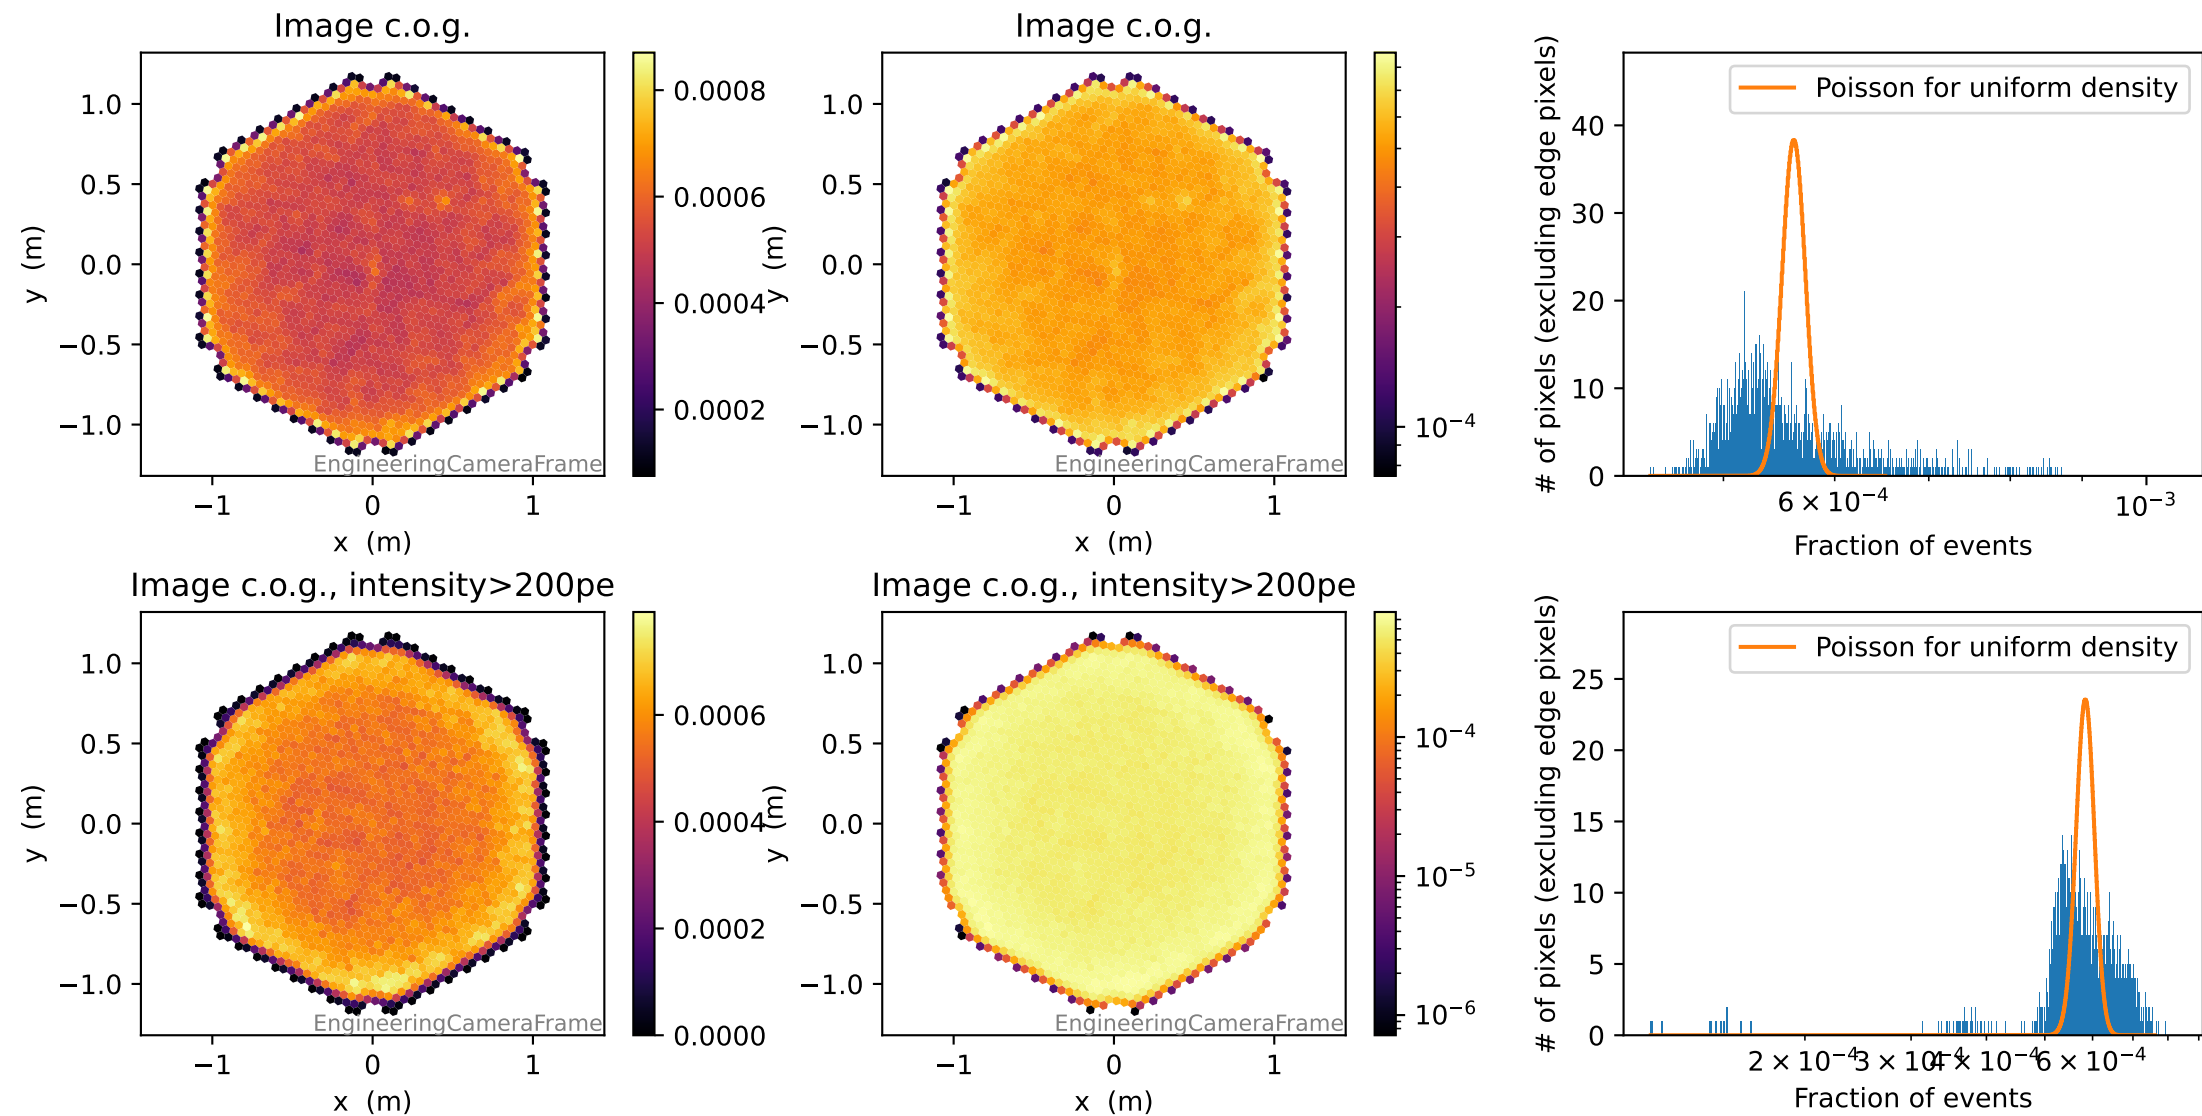 Image c.o.g.
1.0
0.5
0.0
−0.5
−1.0
y (m)
−1
0
1
x (m)
EngineeringCameraFrame
0.0008
0.0006
0.0004
0.0002
Image c.o.g.
1.0
0.5
0.0
−0.5
−1.0
y (m)
−1
0
1
x (m)
EngineeringCameraFrame
10⁻⁴
# of pixels (excluding edge pixels)
40
30
20
10
0
Poisson for uniform density
6 × 10⁻⁴
10⁻³
Fraction of events
Image c.o.g., intensity>200pe
1.0
0.5
0.0
−0.5
−1.0
y (m)
−1
0
1
x (m)
EngineeringCameraFrame
0.0006
0.0004
0.0002
0.0000
Image c.o.g., intensity>200pe
1.0
0.5
0.0
−0.5
−1.0
y (m)
−1
0
1
x (m)
EngineeringCameraFrame
10⁻⁴
10⁻⁵
10⁻⁶
# of pixels (excluding edge pixels)
25
20
15
10
5
0
Poisson for uniform density
2 × 10⁻⁴
3 × 10⁻⁴
4 × 10⁻⁴
6 × 10⁻⁴
Fraction of events